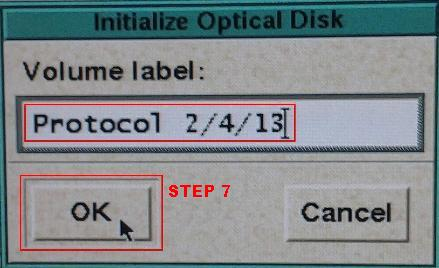 Initialize Optical Disk
Volume label:
Protocol 2/4/13
STEP 7
OK
Cancel